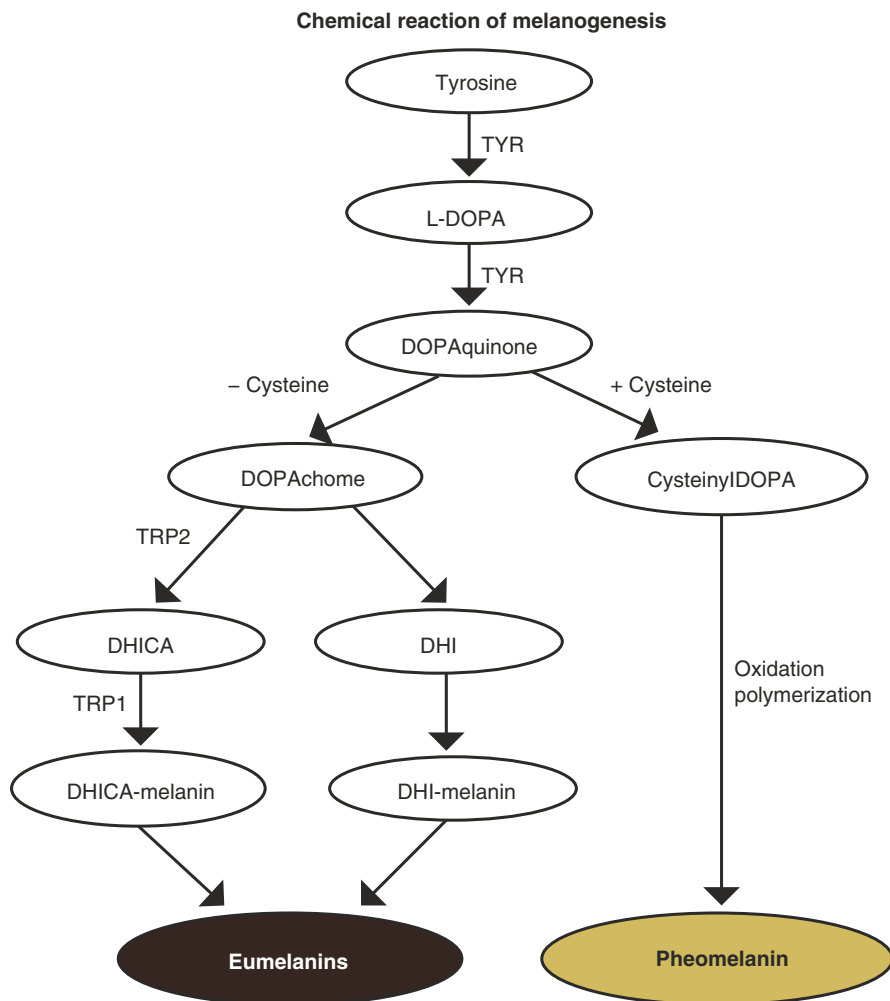 Chemical reaction of melanogenesis
Tyrosine
TYR
L-DOPA
TYR
DOPAquinone
– Cysteine
+ Cysteine
DOPAchome
CysteinylDOPA
TRP2
DHICA
DHI
TRP1
Oxidation
polymerization
DHICA-melanin
DHI-melanin
Eumelanins
Pheomelanin